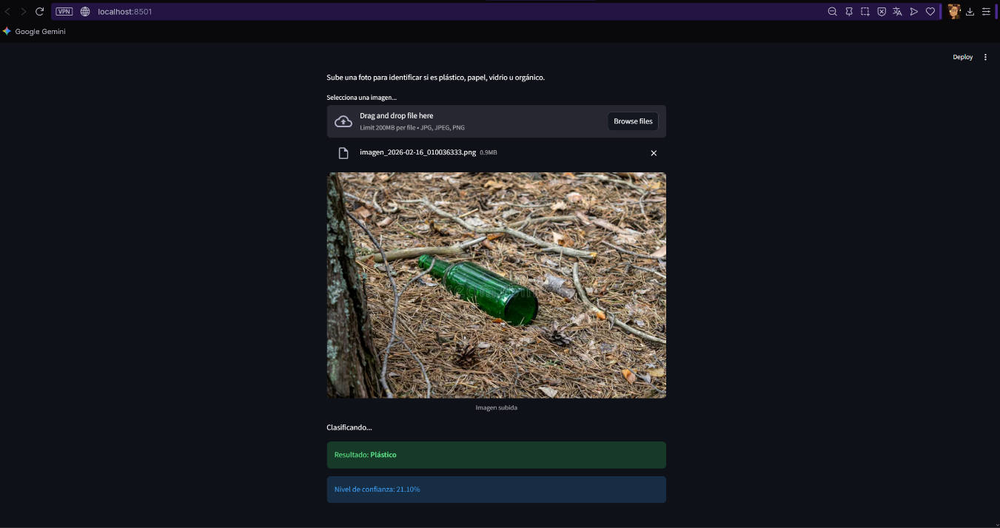 VPN
localhost:8501
Google Gemini
Deploy
Sube una foto para identificar si es plástico, papel, vidrio u orgánico.
Selecciona una imagen...
Drag and drop file here
Limit 200MB per file • JPG, JPEG, PNG
Browse files
imagen_2026-02-16_010036333.png 0.9MB
Imagen subida
Clasificando...
Resultado: Plástico
Nivel de confianza: 21.10%